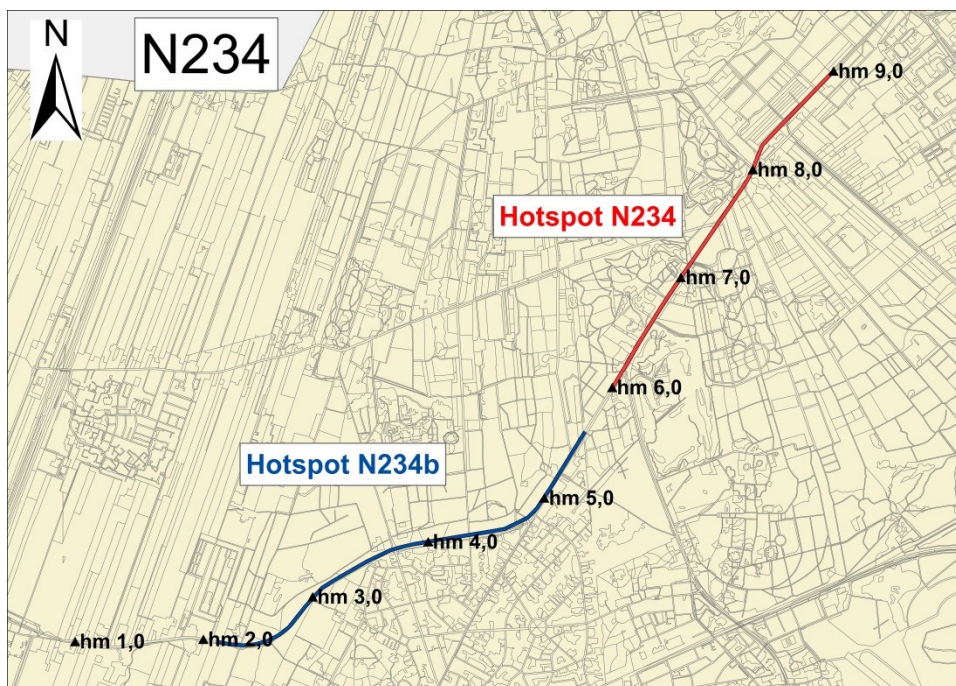 N
N234
hm 9,0
hm 8,0
Hotspot N234
hm 7,0
hm 6,0
Hotspot N234b
hm 5,0
hm 4,0
hm 3,0
hm 1,0
hm 2,0